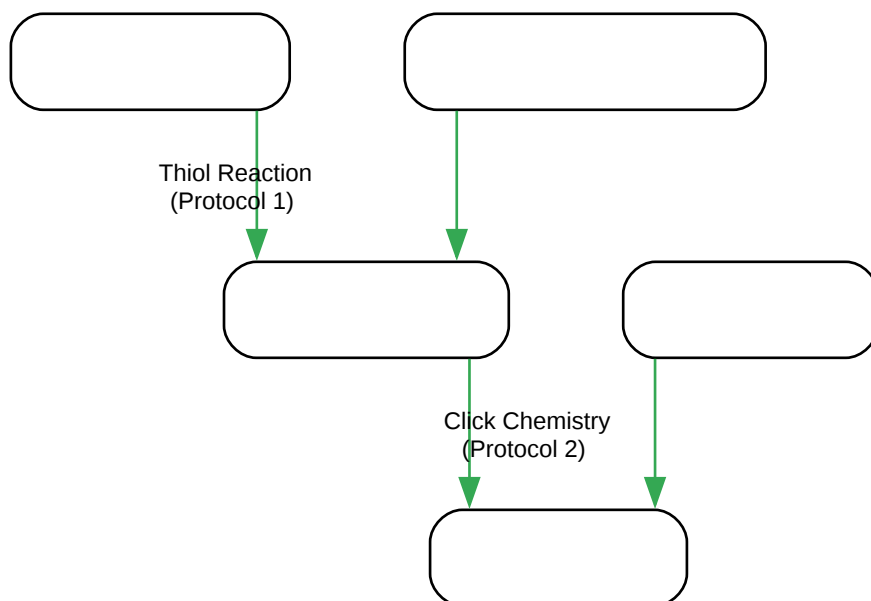 Thiol Reaction
(Protocol 1)
Click Chemistry
(Protocol 2)